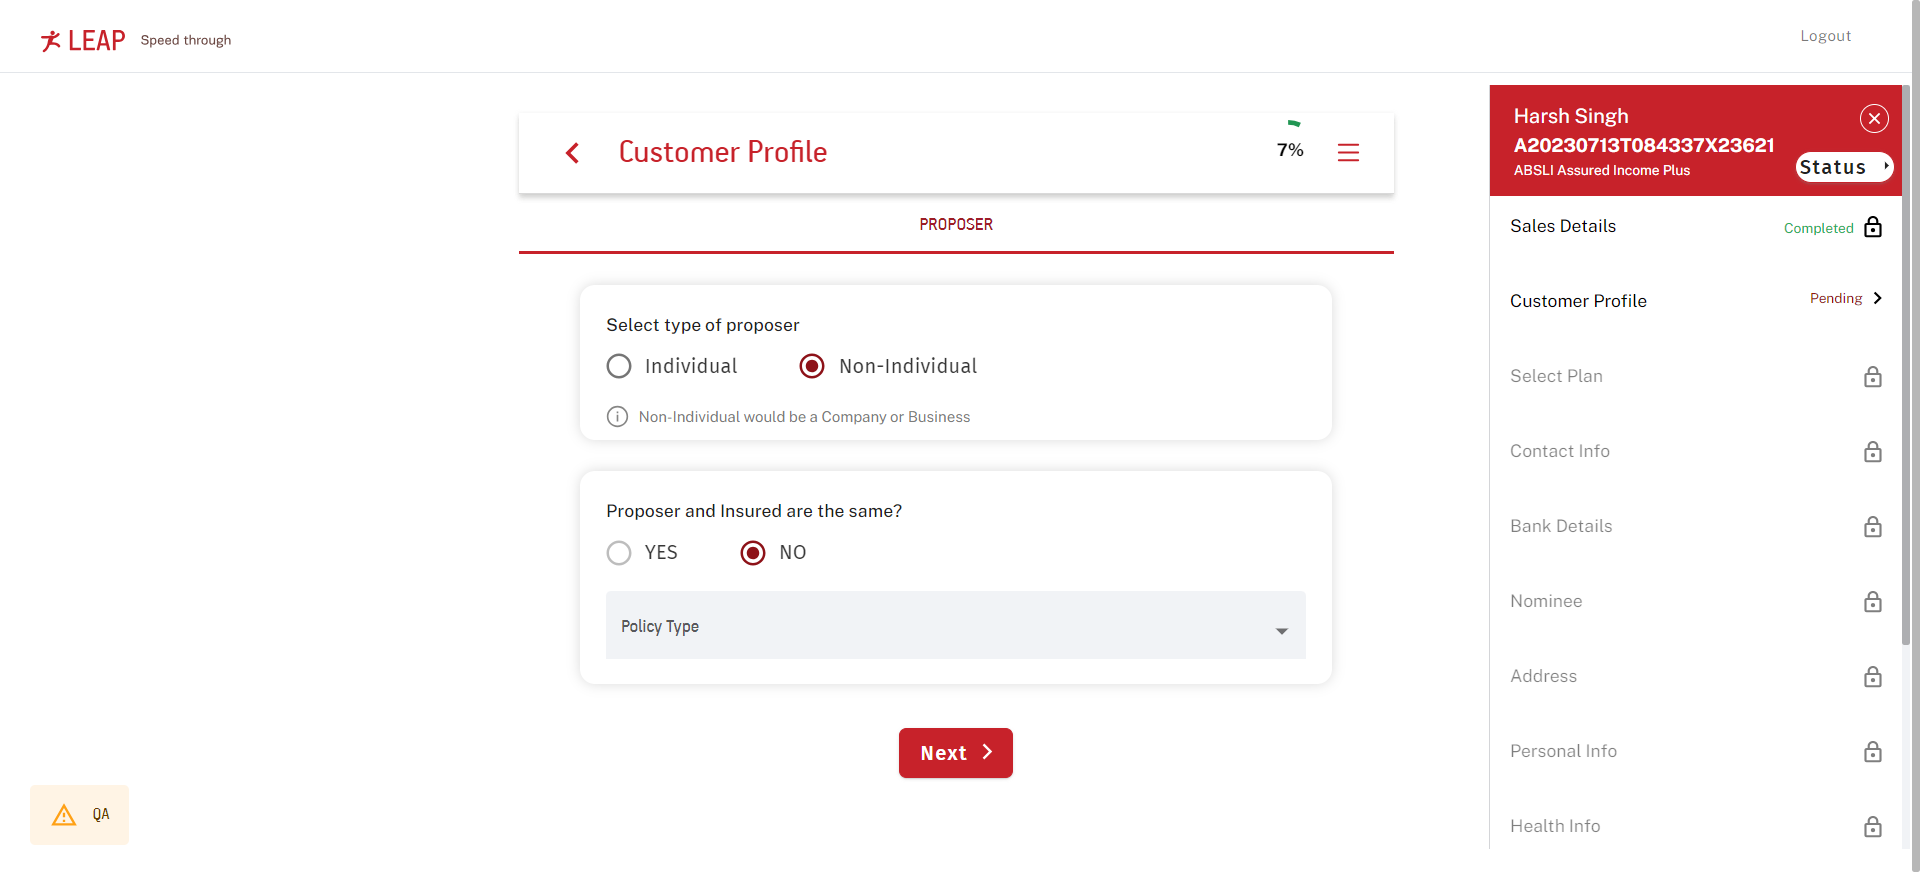 LEAP Speed through
Logout
Customer Profile
7%
PROPOSER
Select type of proposer
Individual
Non-Individual
Non-Individual would be a Company or Business
Proposer and Insured are the same?
YES
NO
Policy Type
Next
QA
Harsh Singh
A20230713T084337X23621
ABSLI Assured Income Plus
Status
Sales Details
Completed
Customer Profile
Pending
Select Plan
Contact Info
Bank Details
Nominee
Address
Personal Info
Health Info